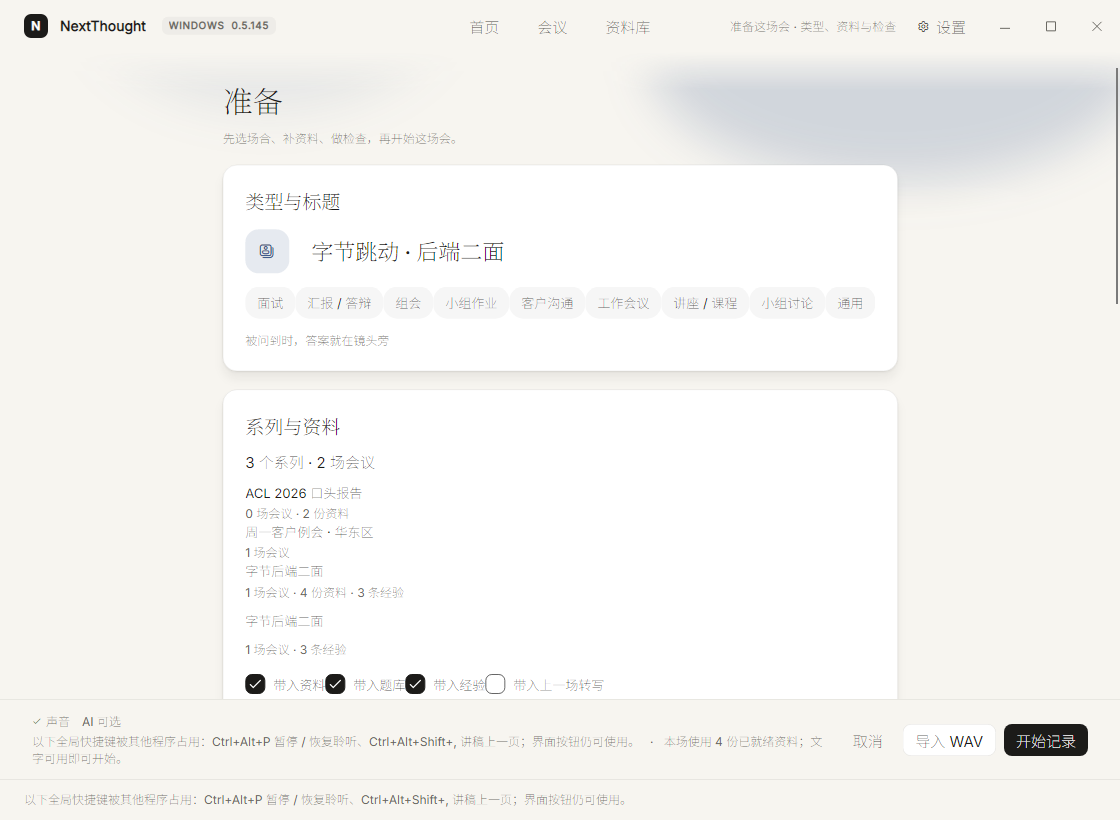 N NextThought WINDOWS 0.5.145 首页 会议 资料库 准备这场会 · 类型、资料与检查 设置
准备
先选场合、补资料、做检查，再开始这场会。
类型与标题
字节跳动 · 后端二面
面试 汇报 / 答辩 组会 小组作业 客户沟通 工作会议 讲座 / 课程 小组讨论 通用
被问到时，答案就在镜头旁
系列与资料
3 个系列 · 2 场会议
ACL 2026 口头报告
0 场会议 · 2 份资料
周一客户例会 · 华东区
1 场会议
字节后端二面
1 场会议 · 4 份资料 · 3 条经验
字节后端二面
1 场会议 · 3 条经验
带入资料 带入题库 带入经验 带入上一场转写
声音 AI 可选
以下全局快捷键被其他程序占用：Ctrl+Alt+P 暂停 / 恢复聆听、Ctrl+Alt+Shift+, 讲稿上一页；界面按钮仍可使用。 · 本场使用 4 份已就绪资料；文
字可用即可开始。
取消 导入 WAV 开始记录
以下全局快捷键被其他程序占用：Ctrl+Alt+P 暂停 / 恢复聆听、Ctrl+Alt+Shift+, 讲稿上一页；界面按钮仍可使用。